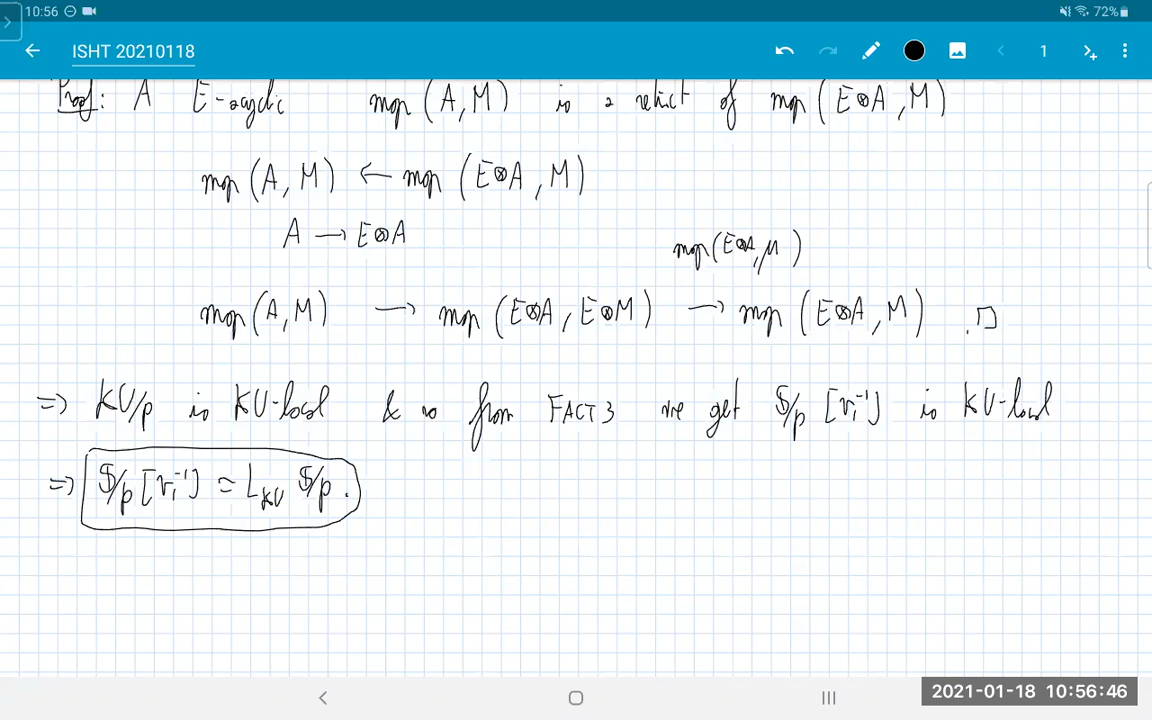 10:56
72%
ISHT 20210118
1
Proof: A E-acyclic map (A, M) is a retract of map (E⊗A, M)
map (A, M) ← map (E⊗A, M)
A → E⊗A
map (E⊗A, M)
map (A, M) → map (E⊗A, E⊗M) → map (E⊗A, M) . □
⇒ KU/p is KU-local & so from FACT 3 we get $/p [v₁⁻¹] is KU-local
⇒ $/p [v₁⁻¹] ≃ L_KU $/p .
2021-01-18 10:56:46